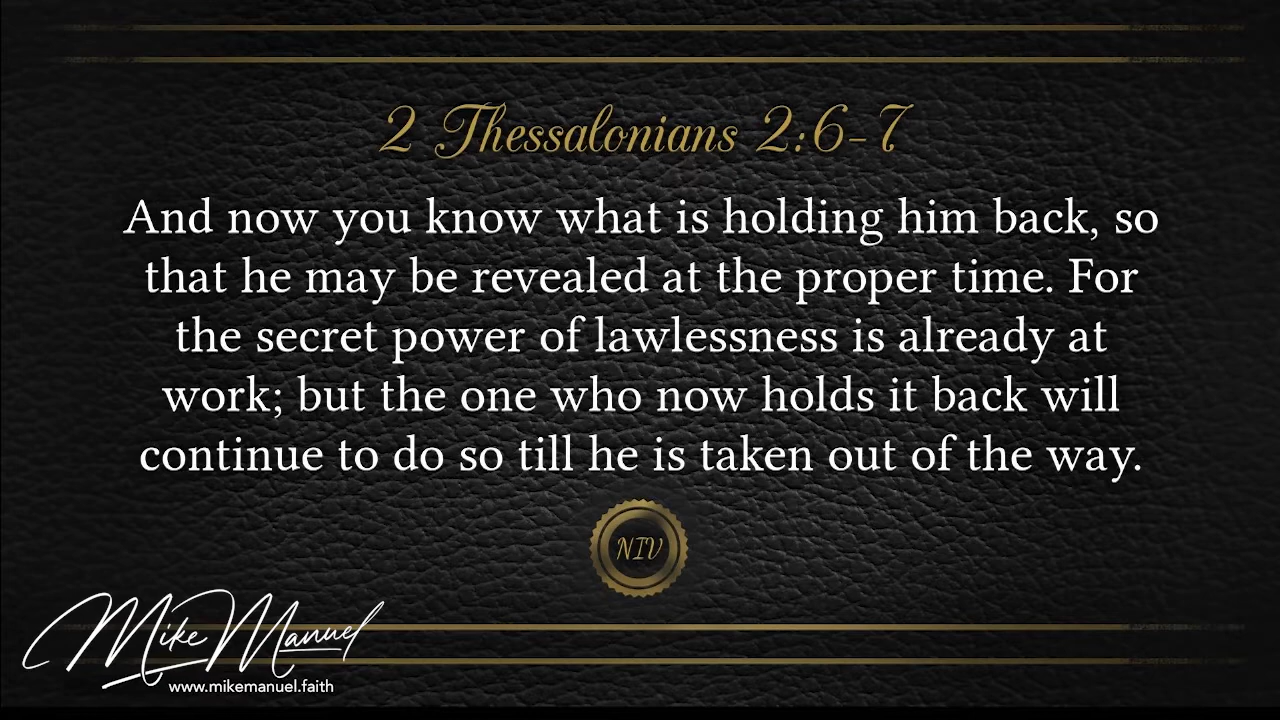 2 Thessalonians 2:6-7
And now you know what is holding him back, so
that he may be revealed at the proper time. For
the secret power of lawlessness is already at
work; but the one who now holds it back will
continue to do so till he is taken out of the way.
NIV
Mike Manuel
www.mikemanuel.faith